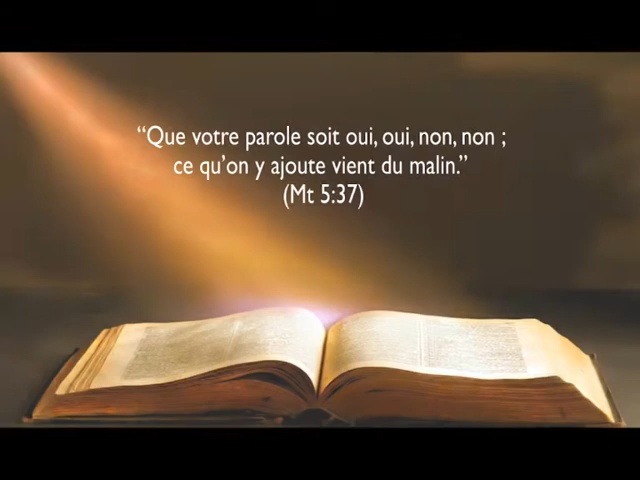 “Que votre parole soit oui, oui, non, non ;
ce qu’on y ajoute vient du malin.”
(Mt 5:37)